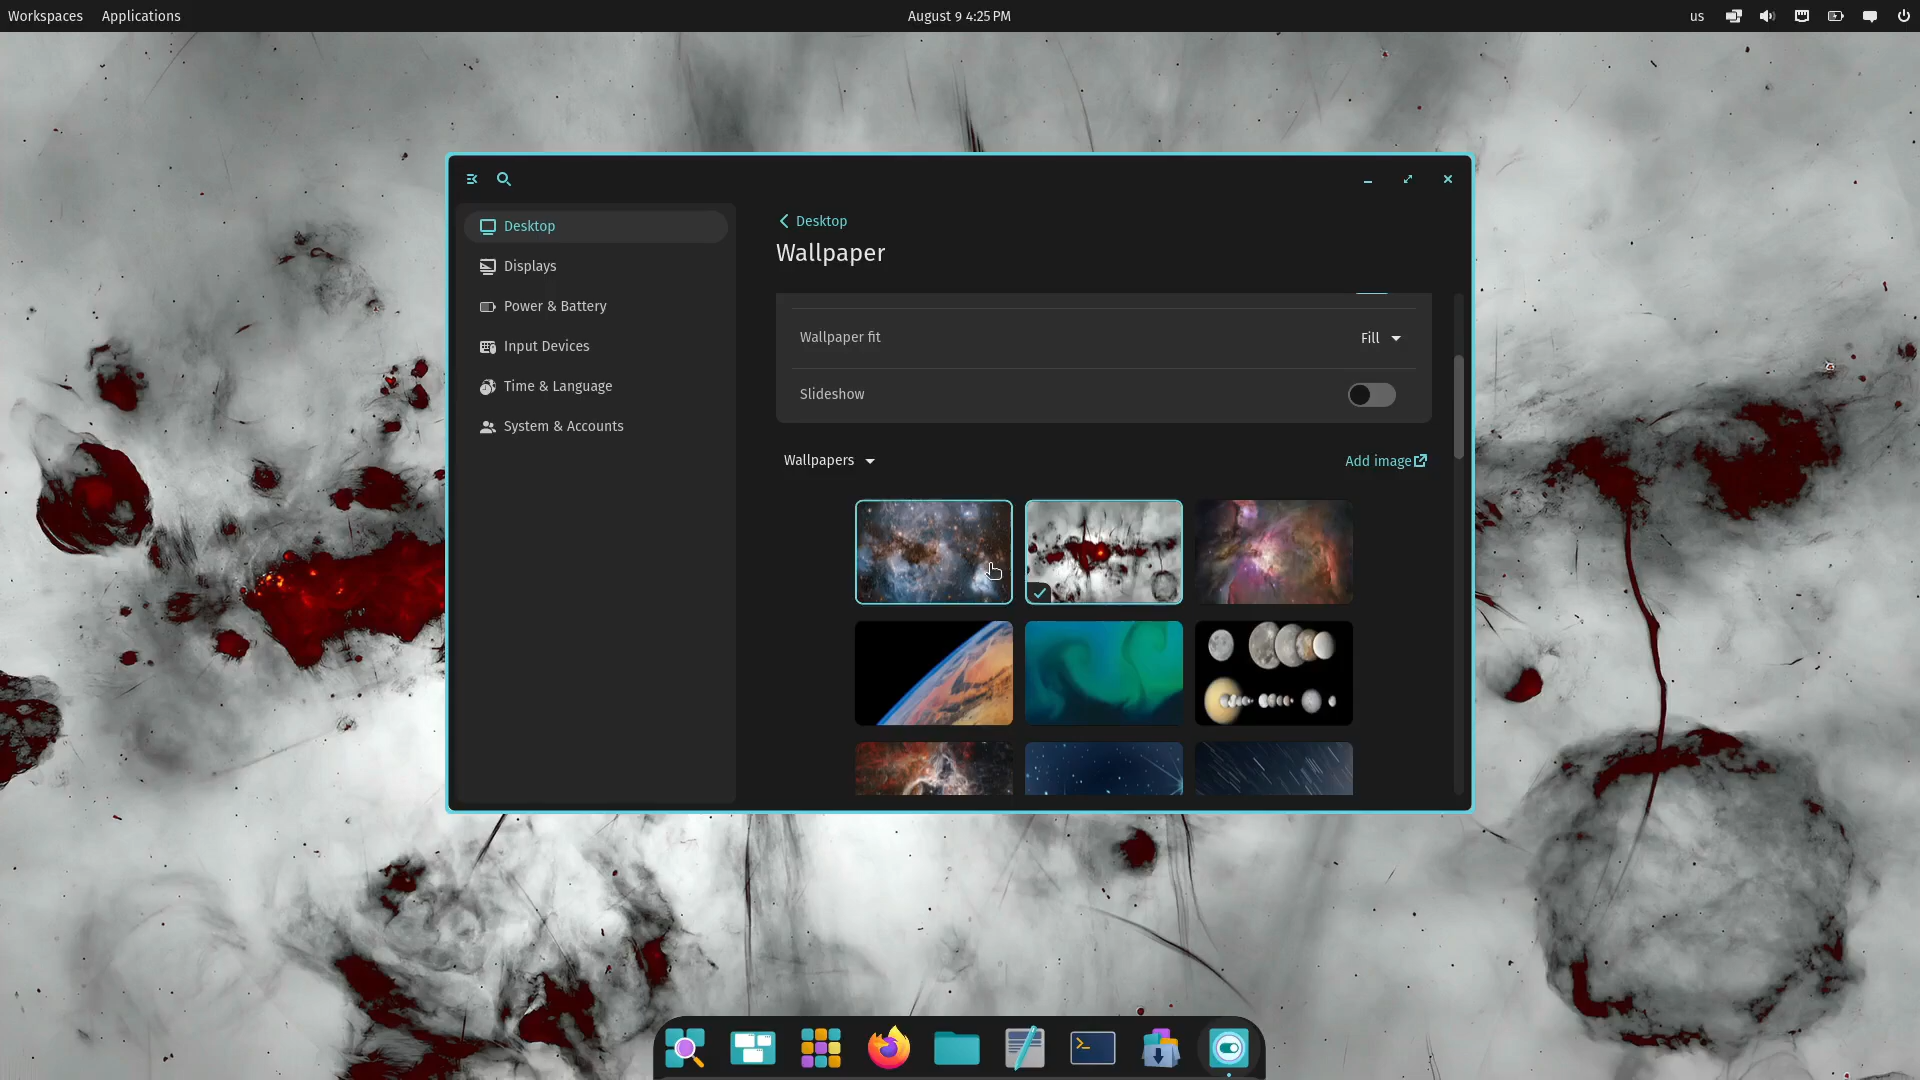 Workspaces Applications August 9 4:25 PM us
Desktop
Displays
Power & Battery
Input Devices
Time & Language
System & Accounts
Desktop
Wallpaper
Wallpaper fit Fill
Slideshow
Wallpapers Add image